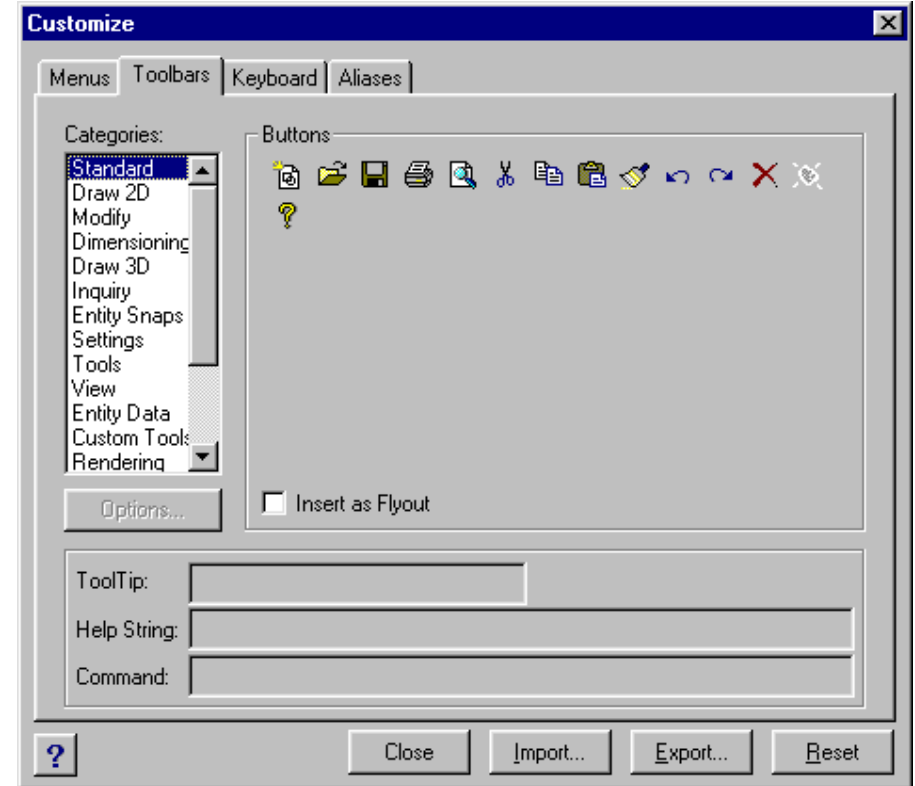 Customize
Menus Toolbars Keyboard Aliases
Categories:
Standard
Draw 2D
Modify
Dimensioning
Draw 3D
Inquiry
Entity Snaps
Settings
Tools
View
Entity Data
Custom Tools
Rendering
Options...
Buttons
Insert as Flyout
ToolTip:
Help String:
Command:
?
Close Import... Export... Reset